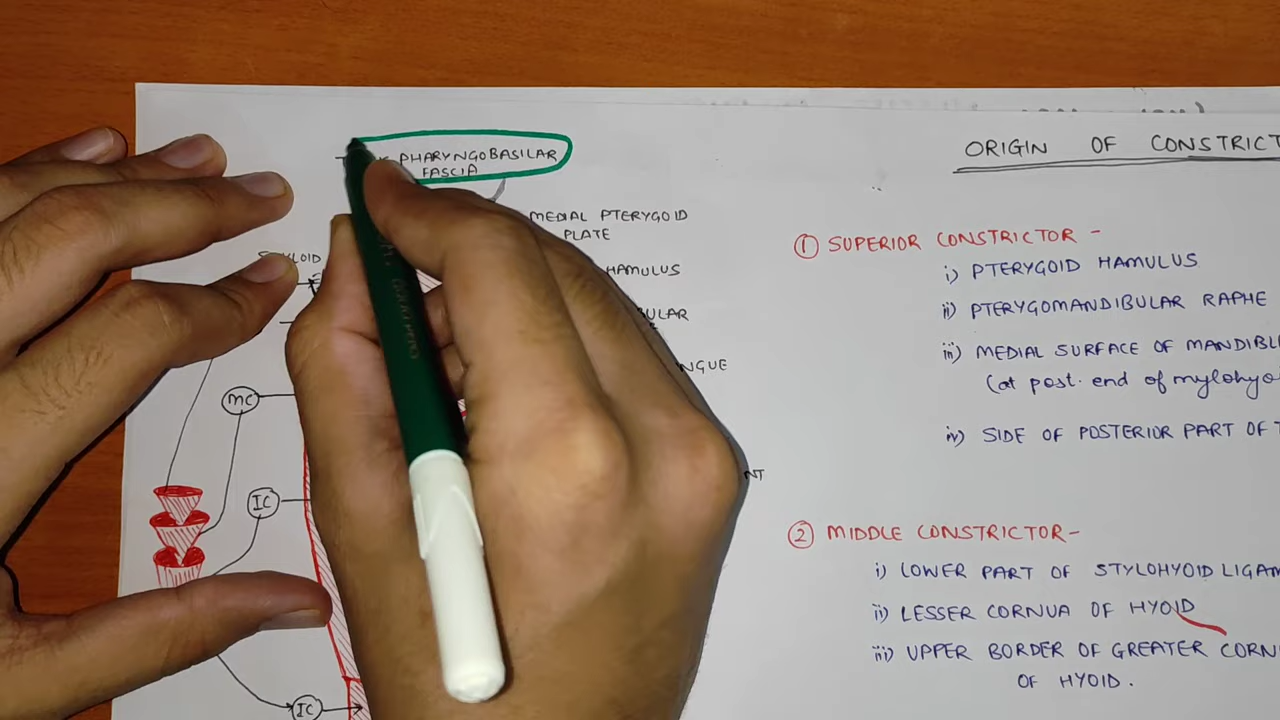 PHARYNGOBASILAR
FASCIA
MEDIAL PTERYGOID
PLATE
HAMULUS
MC
IC
IC
ORIGIN OF CONSTRICT
① SUPERIOR CONSTRICTOR -
i) PTERYGOID HAMULUS
ii) PTERYGOMANDIBULAR RAPHE
iii) MEDIAL SURFACE OF MANDIBL
(at post. end of mylohyo
iv) SIDE OF POSTERIOR PART OF T
② MIDDLE CONSTRICTOR-
i) LOWER PART OF STYLOHYOID LIGAM
ii) LESSER CORNUA OF HYOID
iii) UPPER BORDER OF GREATER CORN
OF HYOID.